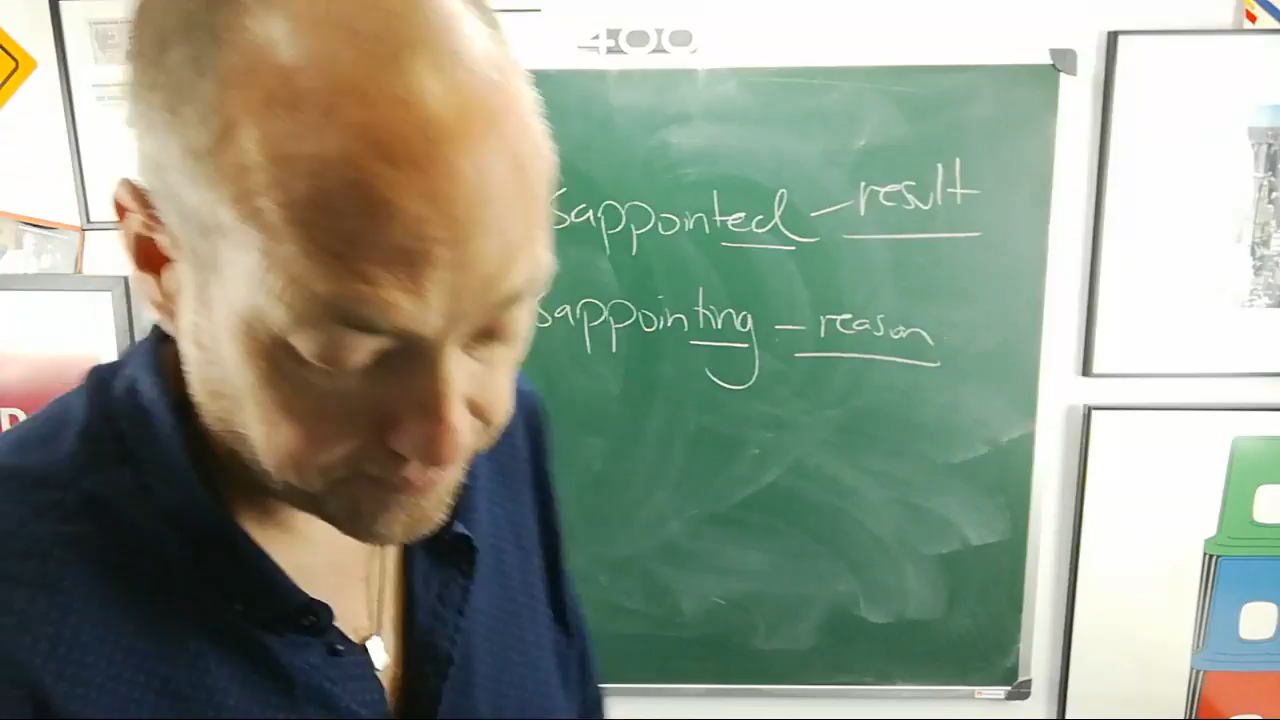 400
sappointed – result
sappointing – reason